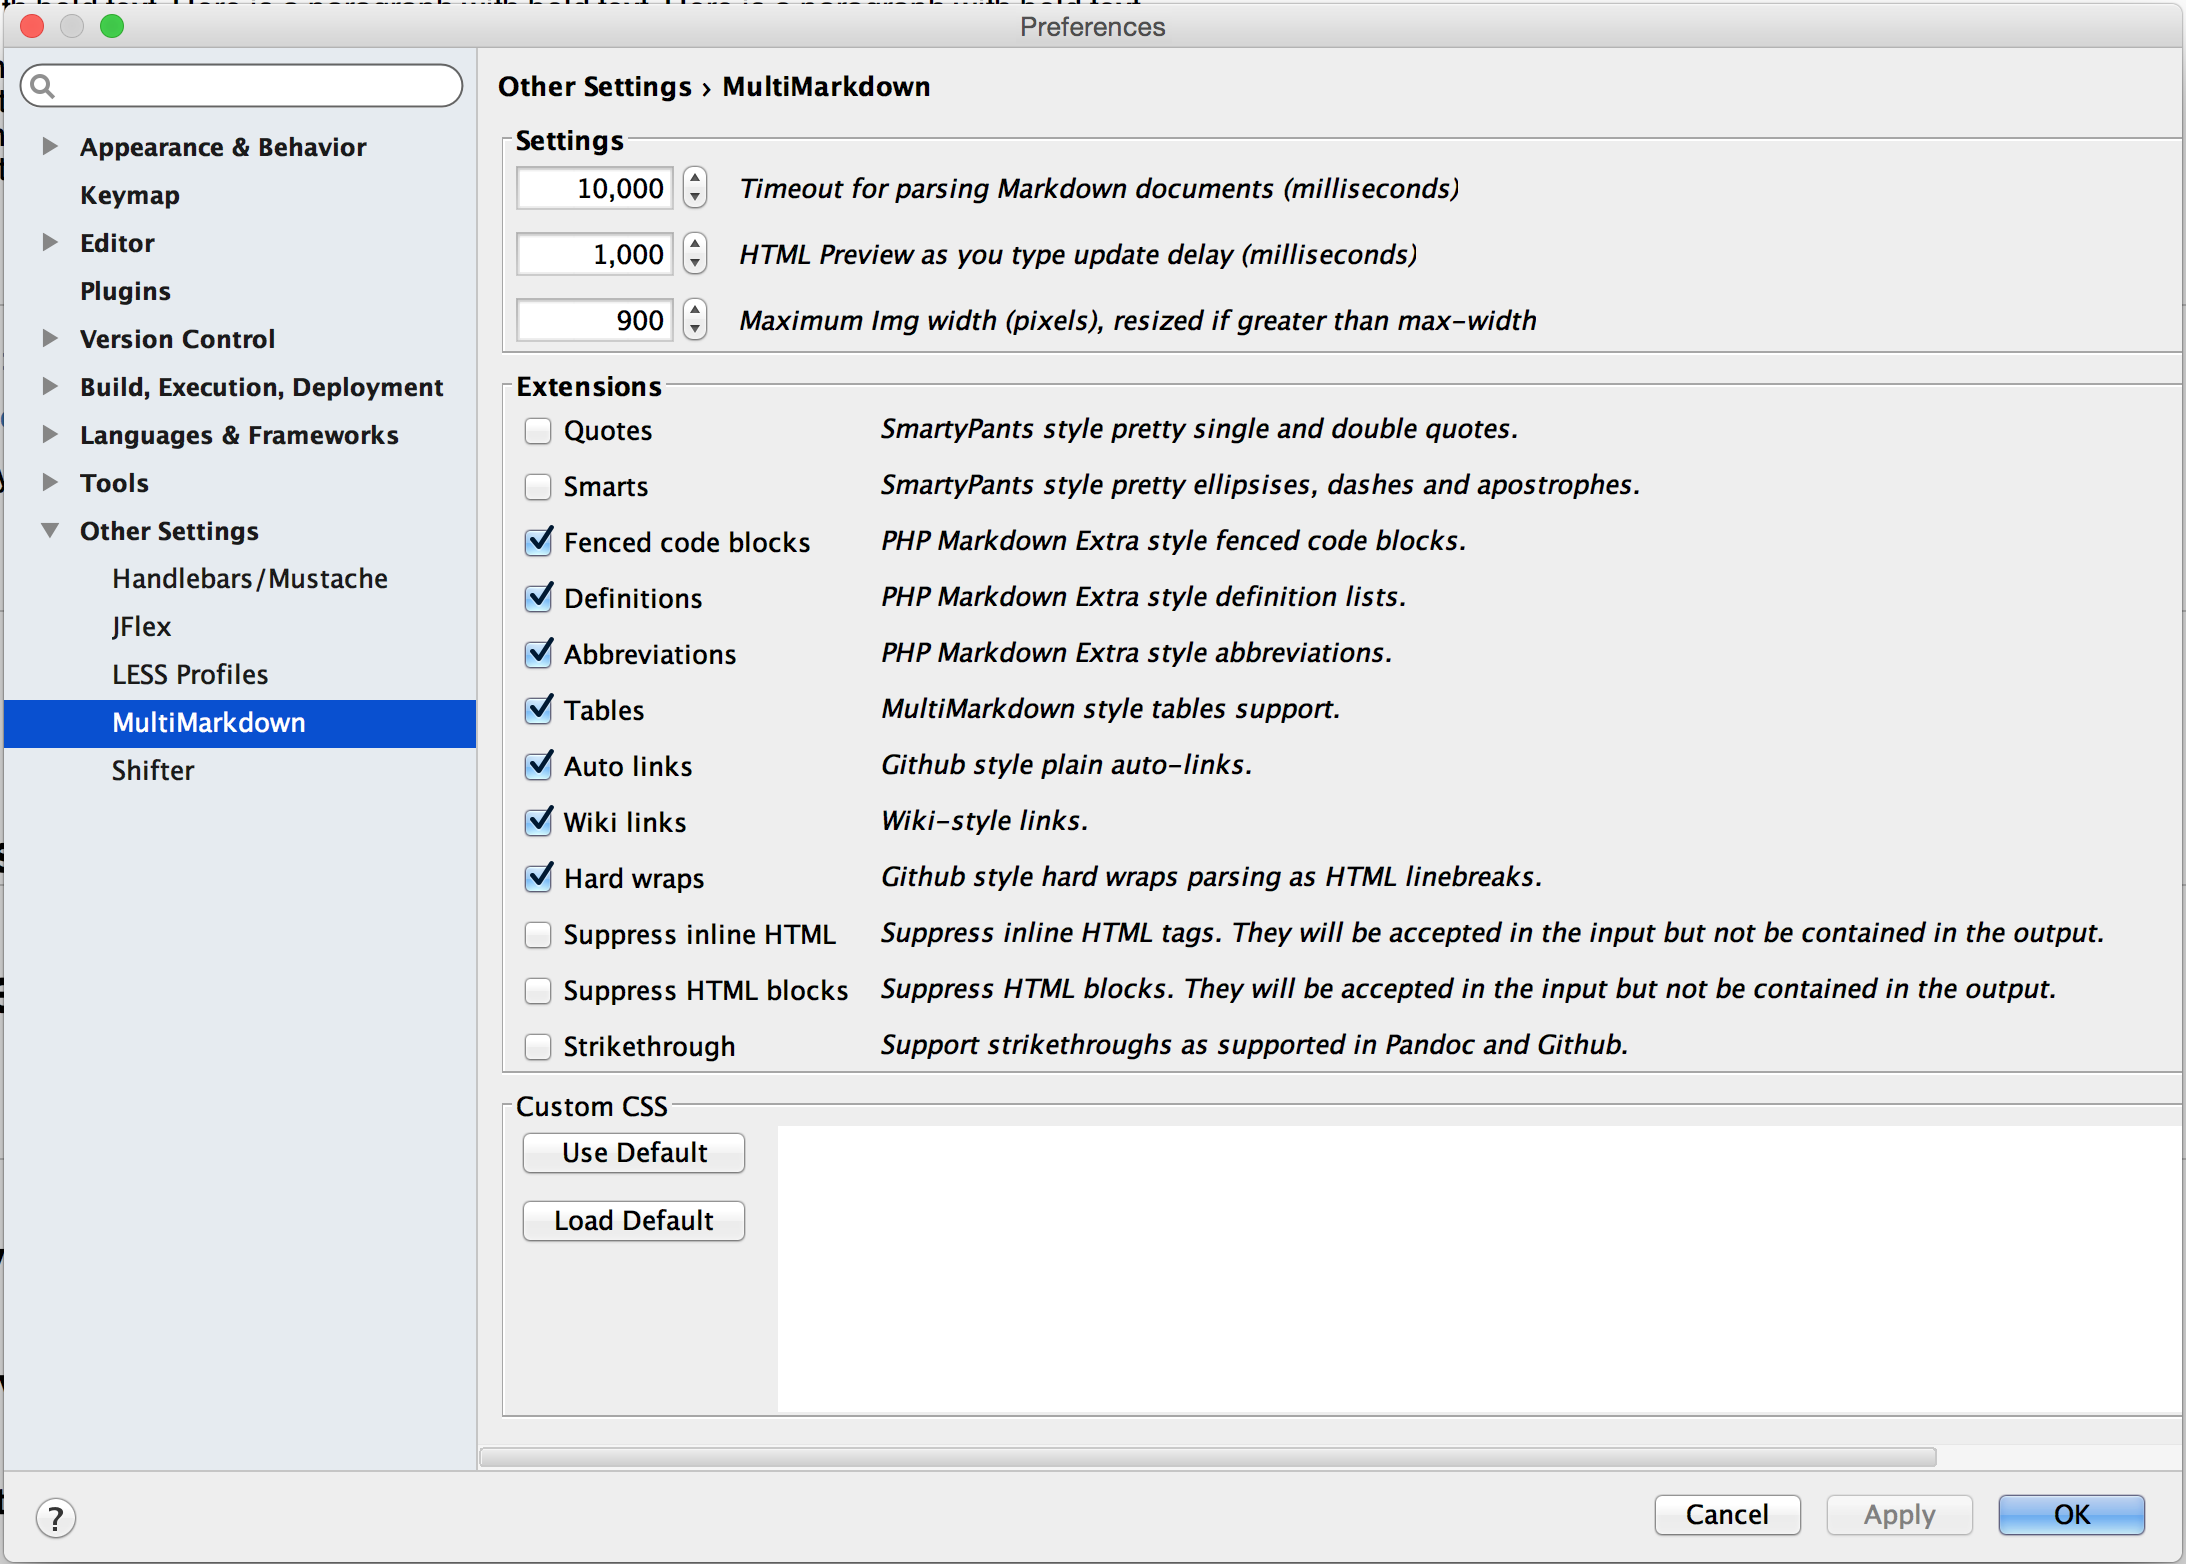 Preferences
Other Settings › MultiMarkdown
Appearance & Behavior
Keymap
Editor
Plugins
Version Control
Build, Execution, Deployment
Languages & Frameworks
Tools
Other Settings
Handlebars/Mustache
JFlex
LESS Profiles
MultiMarkdown
Shifter
Settings
10,000 Timeout for parsing Markdown documents (milliseconds)
1,000 HTML Preview as you type update delay (milliseconds)
900 Maximum Img width (pixels), resized if greater than max-width
Extensions
Quotes SmartyPants style pretty single and double quotes.
Smarts SmartyPants style pretty ellipsises, dashes and apostrophes.
Fenced code blocks PHP Markdown Extra style fenced code blocks.
Definitions PHP Markdown Extra style definition lists.
Abbreviations PHP Markdown Extra style abbreviations.
Tables MultiMarkdown style tables support.
Auto links Github style plain auto-links.
Wiki links Wiki-style links.
Hard wraps Github style hard wraps parsing as HTML linebreaks.
Suppress inline HTML Suppress inline HTML tags. They will be accepted in the input but not be contained in the output.
Suppress HTML blocks Suppress HTML blocks. They will be accepted in the input but not be contained in the output.
Strikethrough Support strikethroughs as supported in Pandoc and Github.
Custom CSS
Use Default
Load Default
?
Cancel Apply OK